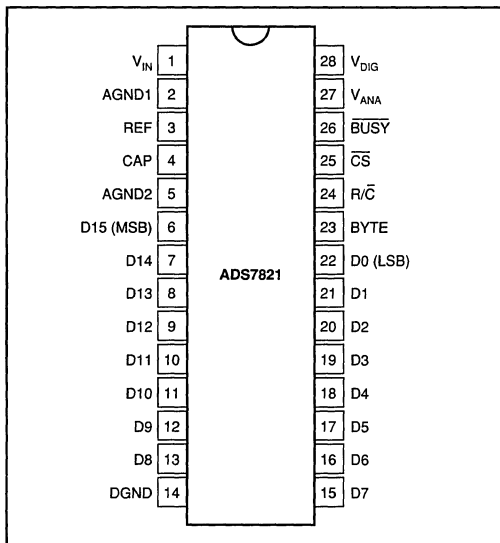 V_IN 1 28 V_DIG
AGND1 2 27 V_ANA
REF 3 26 B̅U̅S̅Y̅
CAP 4 25 C̅S̅
AGND2 5 24 R/C̅
D15 (MSB) 6 23 BYTE
D14 7 22 D0 (LSB)
ADS7821
D13 8 21 D1
D12 9 20 D2
D11 10 19 D3
D10 11 18 D4
D9 12 17 D5
D8 13 16 D6
DGND 14 15 D7